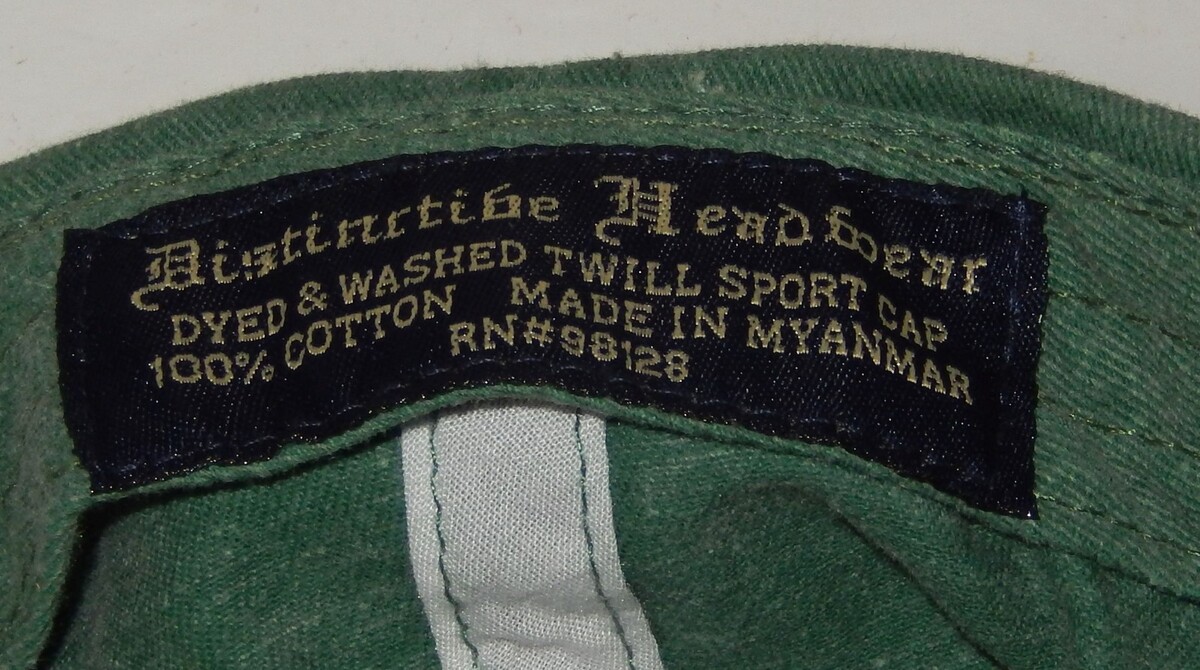 Distinctive Headwear
DYED & WASHED TWILL SPORT CAP
100% COTTON MADE IN MYANMAR
RN#98128